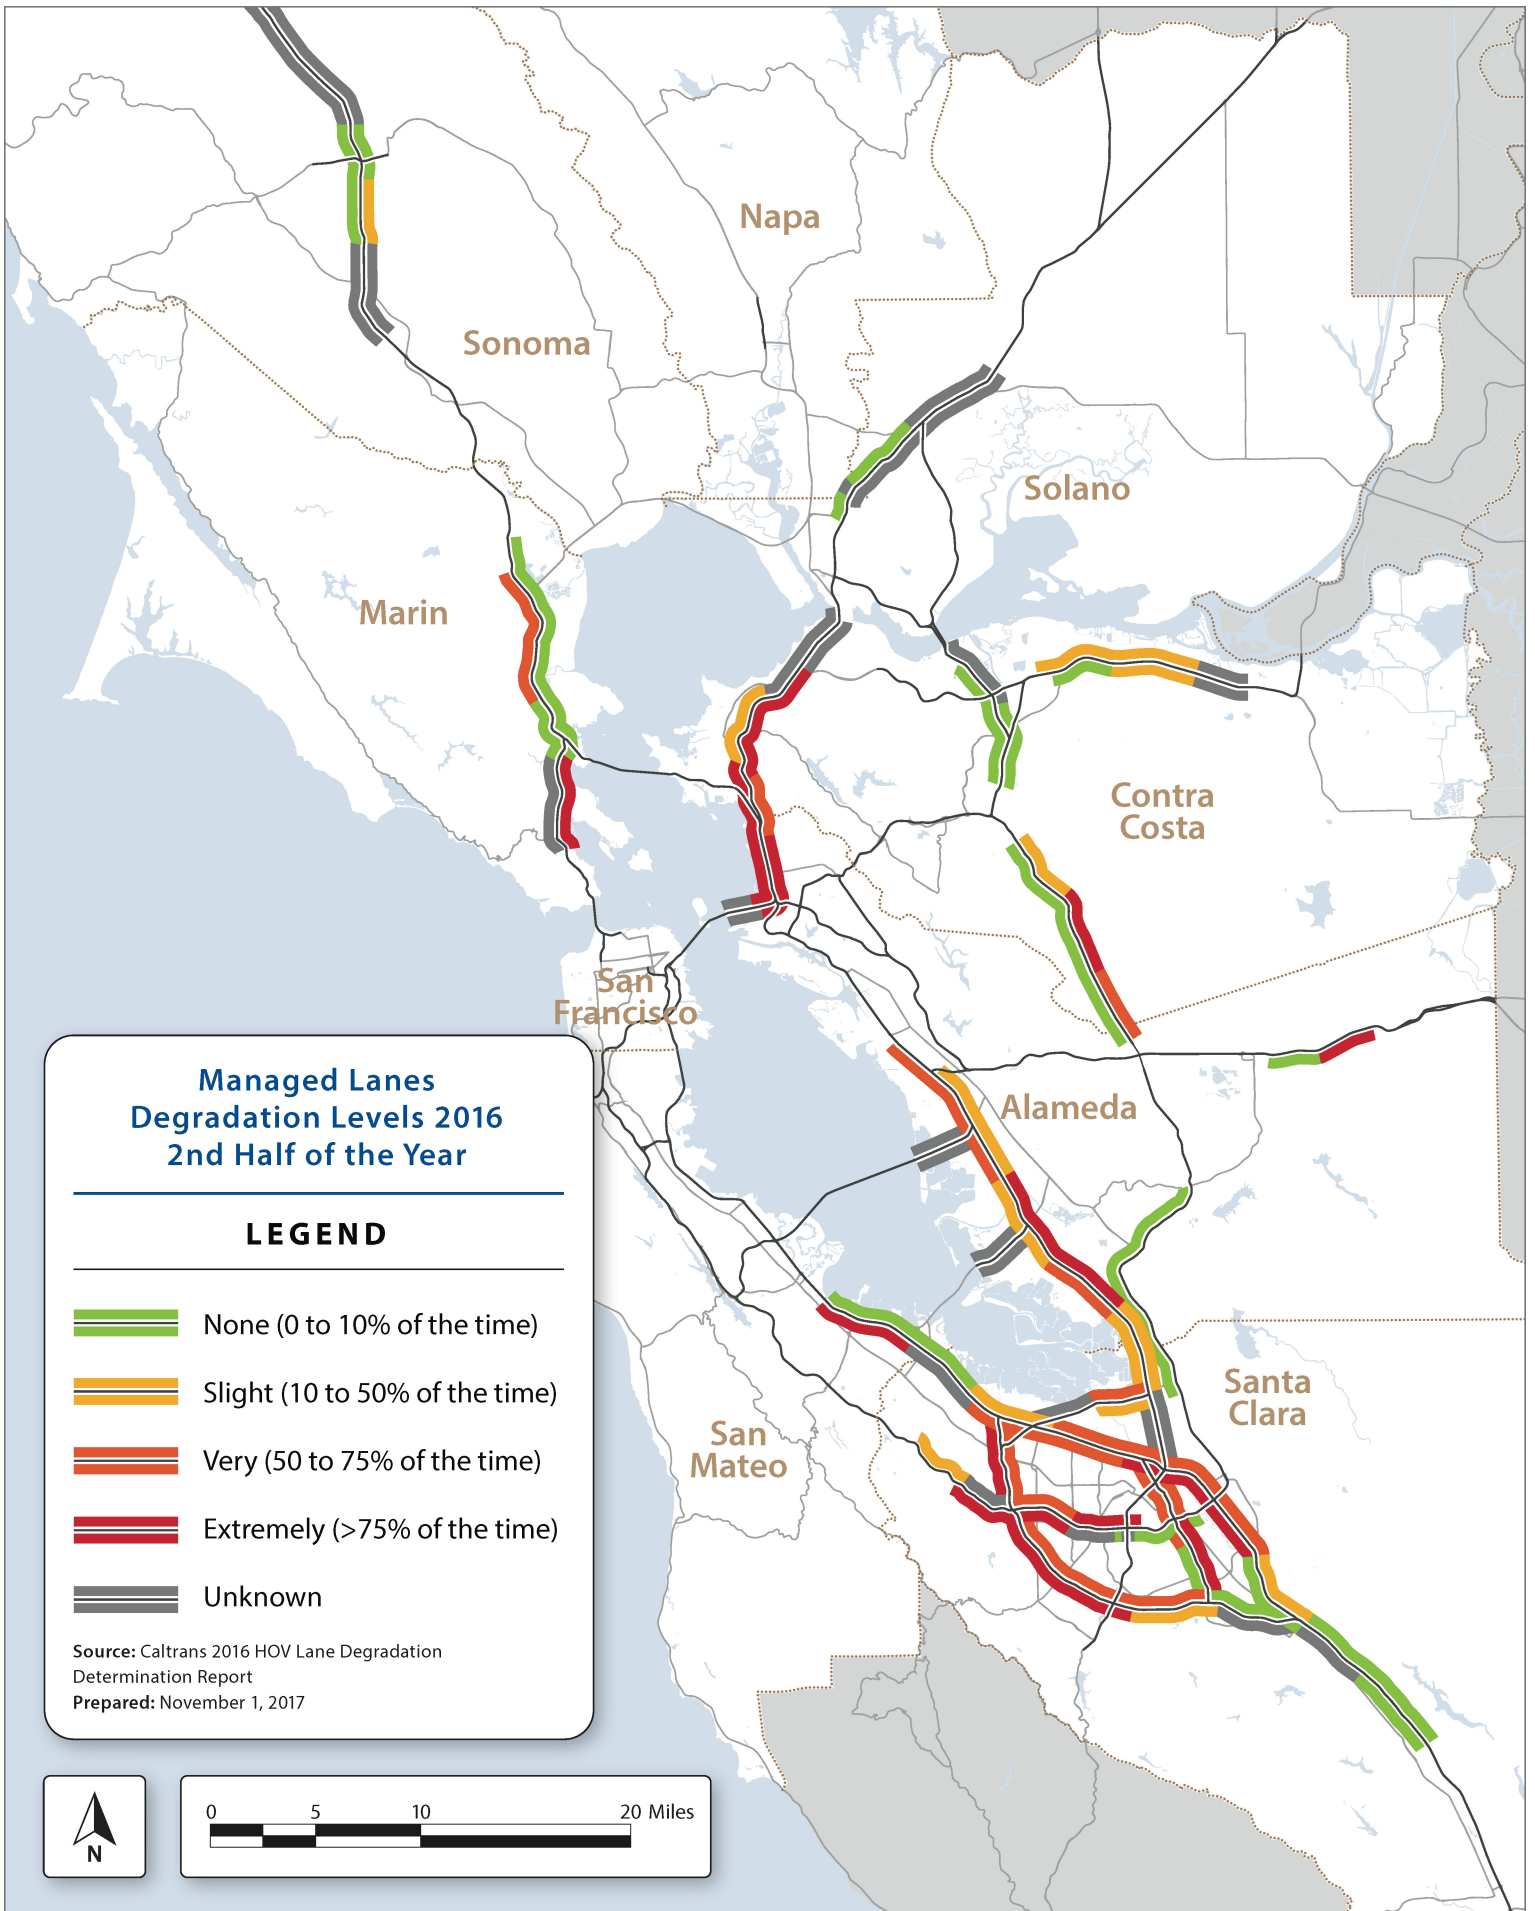 Napa
Sonoma
Solano
Marin
Contra
Costa
San
Francisco
Alameda
Santa
Clara
San
Mateo
Managed Lanes
Degradation Levels 2016
2nd Half of the Year
LEGEND
None (0 to 10% of the time)
Slight (10 to 50% of the time)
Very (50 to 75% of the time)
Extremely (>75% of the time)
Unknown
Source: Caltrans 2016 HOV Lane Degradation
Determination Report
Prepared: November 1, 2017
N
0 5 10 20 Miles